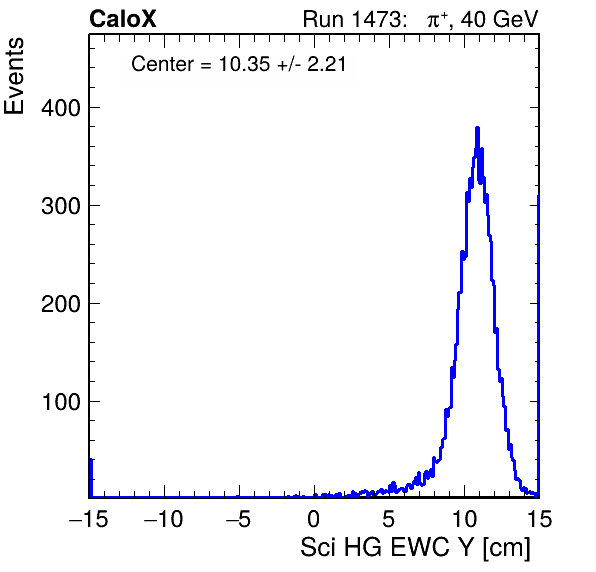 CaloX Run 1473: π+, 40 GeV
Center = 10.35 +/- 2.21
Events
400
300
200
100
−15 −10 −5 0 5 10 15
Sci HG EWC Y [cm]